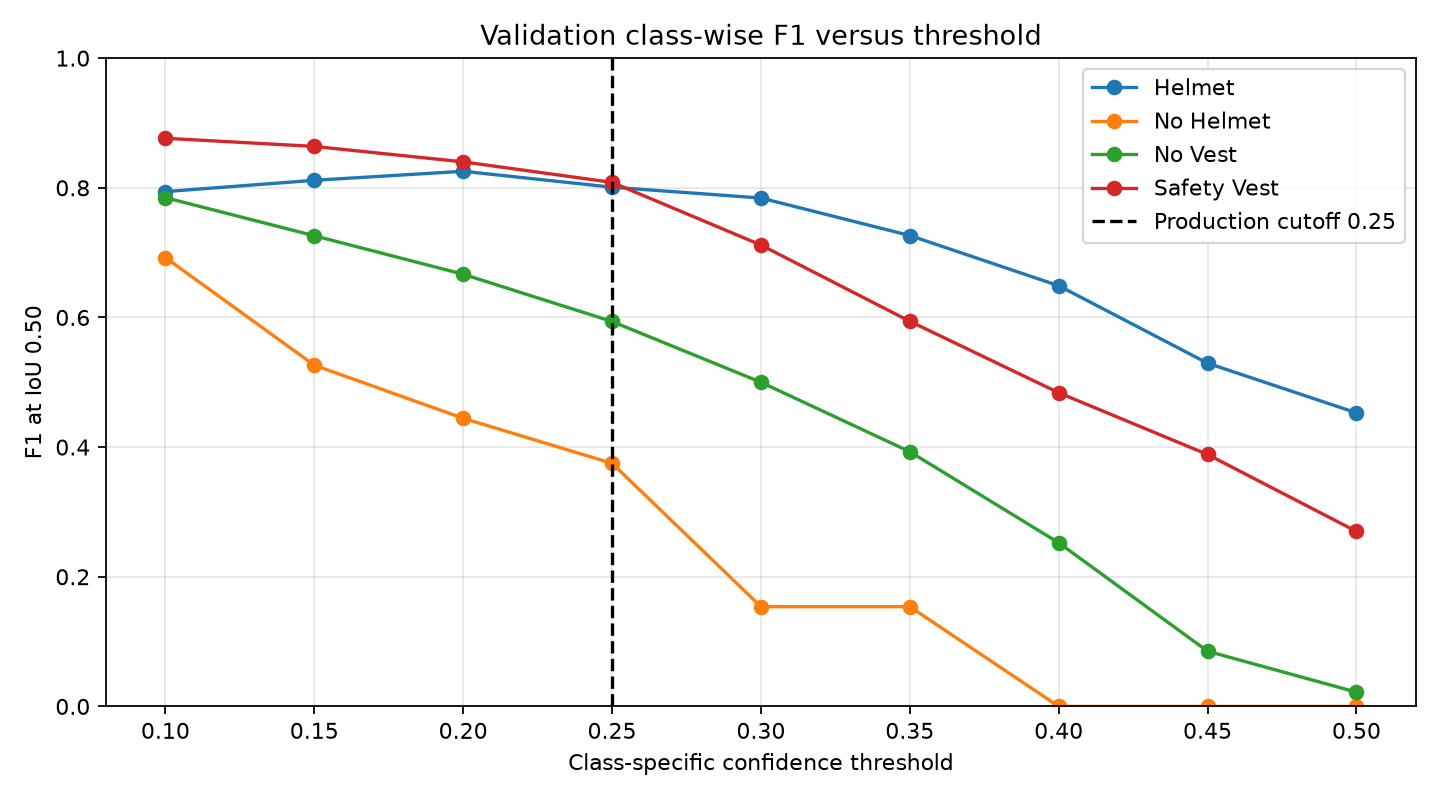 Validation class-wise F1 versus threshold
1.0
0.8
0.6
0.4
0.2
0.0
F1 at IoU 0.50
Helmet
No Helmet
No Vest
Safety Vest
Production cutoff 0.25
0.10 0.15 0.20 0.25 0.30 0.35 0.40 0.45 0.50
Class-specific confidence threshold